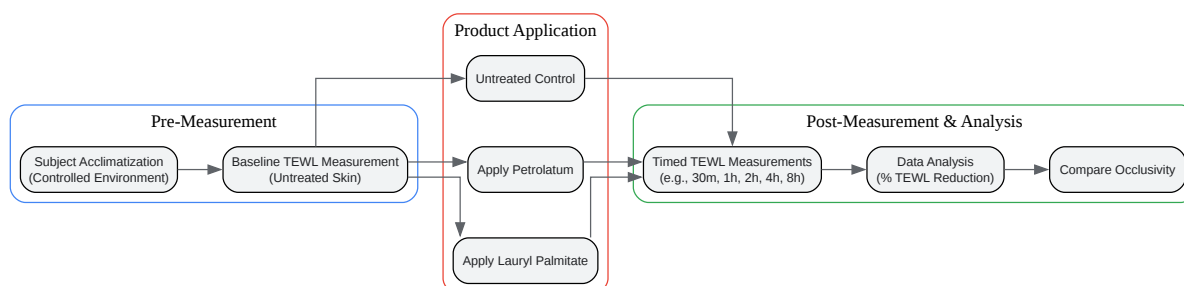 Product Application
Untreated Control
Pre-Measurement
Subject Acclimatization
(Controlled Environment)
Baseline TEWL Measurement
(Untreated Skin)
Apply Petrolatum
Apply Lauryl Palmitate
Post-Measurement & Analysis
Timed TEWL Measurements
(e.g., 30m, 1h, 2h, 4h, 8h)
Data Analysis
(% TEWL Reduction)
Compare Occlusivity